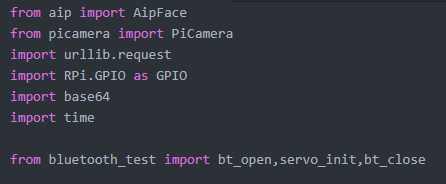 from aip import AipFace
from picamera import PiCamera
import urllib.request
import RPi.GPIO as GPIO
import base64
import time
from bluetooth_test import bt_open,servo_init,bt_close